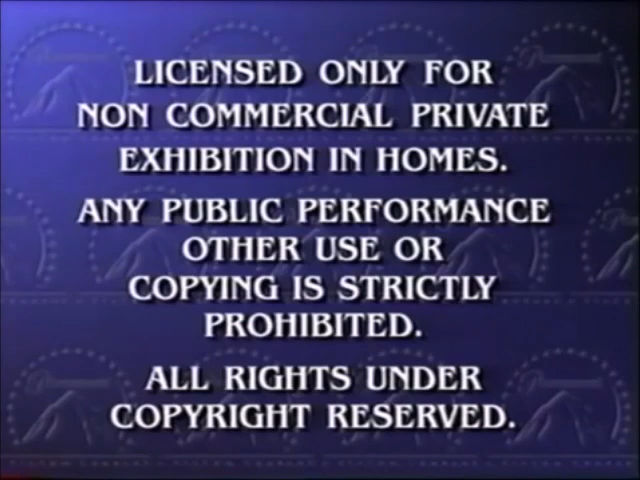 LICENSED ONLY FOR
NON COMMERCIAL PRIVATE
EXHIBITION IN HOMES.
ANY PUBLIC PERFORMANCE
OTHER USE OR
COPYING IS STRICTLY
PROHIBITED.
ALL RIGHTS UNDER
COPYRIGHT RESERVED.